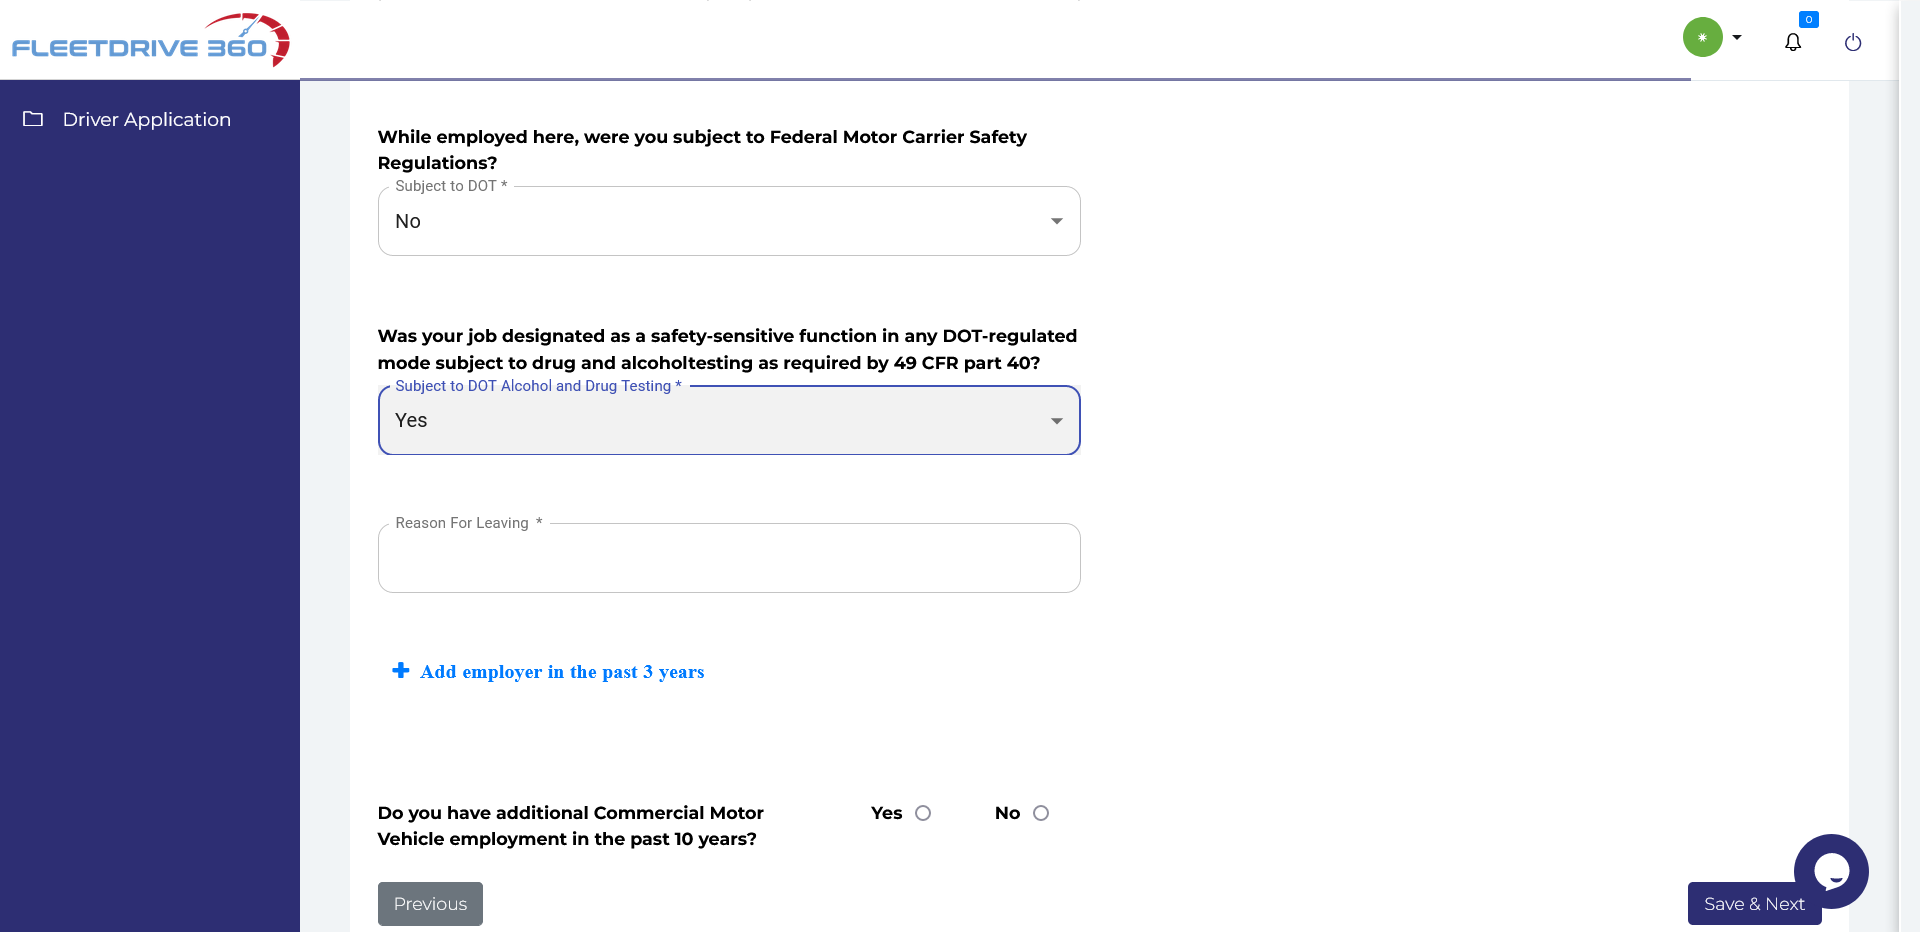 FLEETDRIVE 360
0
Driver Application
While employed here, were you subject to Federal Motor Carrier Safety
Regulations?
Subject to DOT *
No
Was your job designated as a safety-sensitive function in any DOT-regulated
mode subject to drug and alcoholtesting as required by 49 CFR part 40?
Subject to DOT Alcohol and Drug Testing *
Yes
Reason For Leaving *
Add employer in the past 3 years
Do you have additional Commercial Motor
Vehicle employment in the past 10 years?
Yes
No
Previous
Save & Next